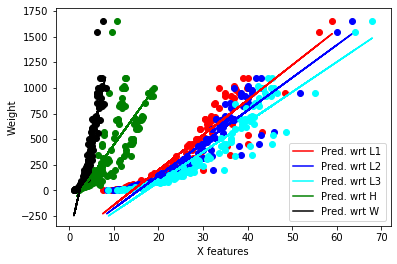 1750
1500
1250
1000
750
500
250
0
−250
Weight
0
10
20
30
40
50
60
70
X features
Pred. wrt L1
Pred. wrt L2
Pred. wrt L3
Pred. wrt H
Pred. wrt W